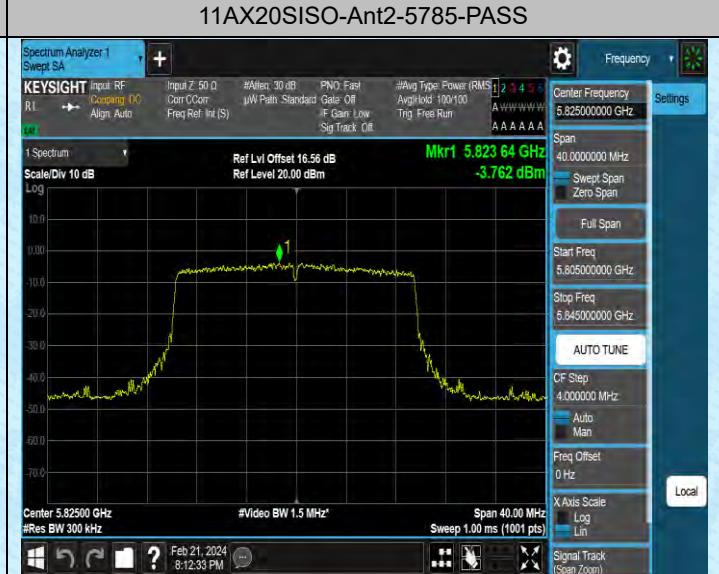 11AX20SISO-Ant2-5785-PASS
Spectrum Analyzer 1
Swept SA
+
Frequency
KEYSIGHT
RL
Input: RF
Coupling: DC
Align: Auto
Input Z: 50 Ω
Corr CCorr
Freq Ref: Int (S)
#Atten: 30 dB
µW Path: Standard
PNO: Fast
Gate: Off
IF Gain: Low
Sig Track: Off
#Avg Type: Power (RMS
Avg|Hold: 100/100
Trig: Free Run
1 2 3 4 5 6
A W W W W W
A A A A A A
Center Frequency
5.825000000 GHz
Settings
1 Spectrum
Scale/Div 10 dB
Log
Ref Lvl Offset 16.56 dB
Ref Level 20.00 dBm
Mkr1 5.823 64 GHz
-3.762 dBm
Span
40.0000000 MHz
Swept Span
Zero Span
Full Span
Start Freq
5.805000000 GHz
Stop Freq
5.845000000 GHz
AUTO TUNE
CF Step
4.000000 MHz
Auto
Man
Freq Offset
0 Hz
X Axis Scale
Log
Lin
Signal Track
(Span Zoom)
Local
10.0
0.00
-10.0
-20.0
-30.0
-40.0
-50.0
-60.0
-70.0
1
Center 5.82500 GHz
#Res BW 300 kHz
#Video BW 1.5 MHz*
Span 40.00 MHz
Sweep 1.00 ms (1001 pts)
?
Feb 21, 2024
8:12:33 PM